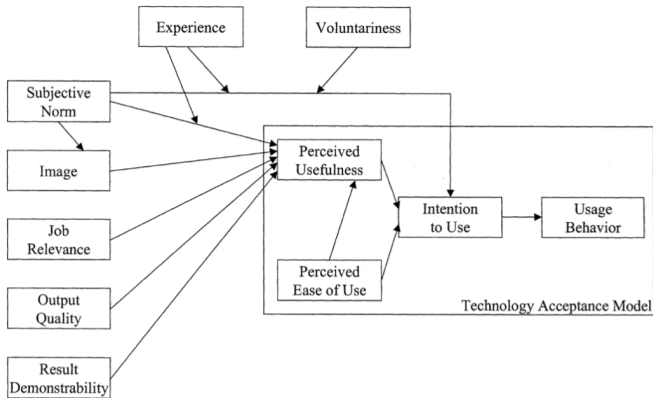 Experience
Voluntariness
Subjective
Norm
Image
Job
Relevance
Output
Quality
Result
Demonstrability
Perceived
Usefulness
Perceived
Ease of Use
Intention
to Use
Usage
Behavior
Technology Acceptance Model